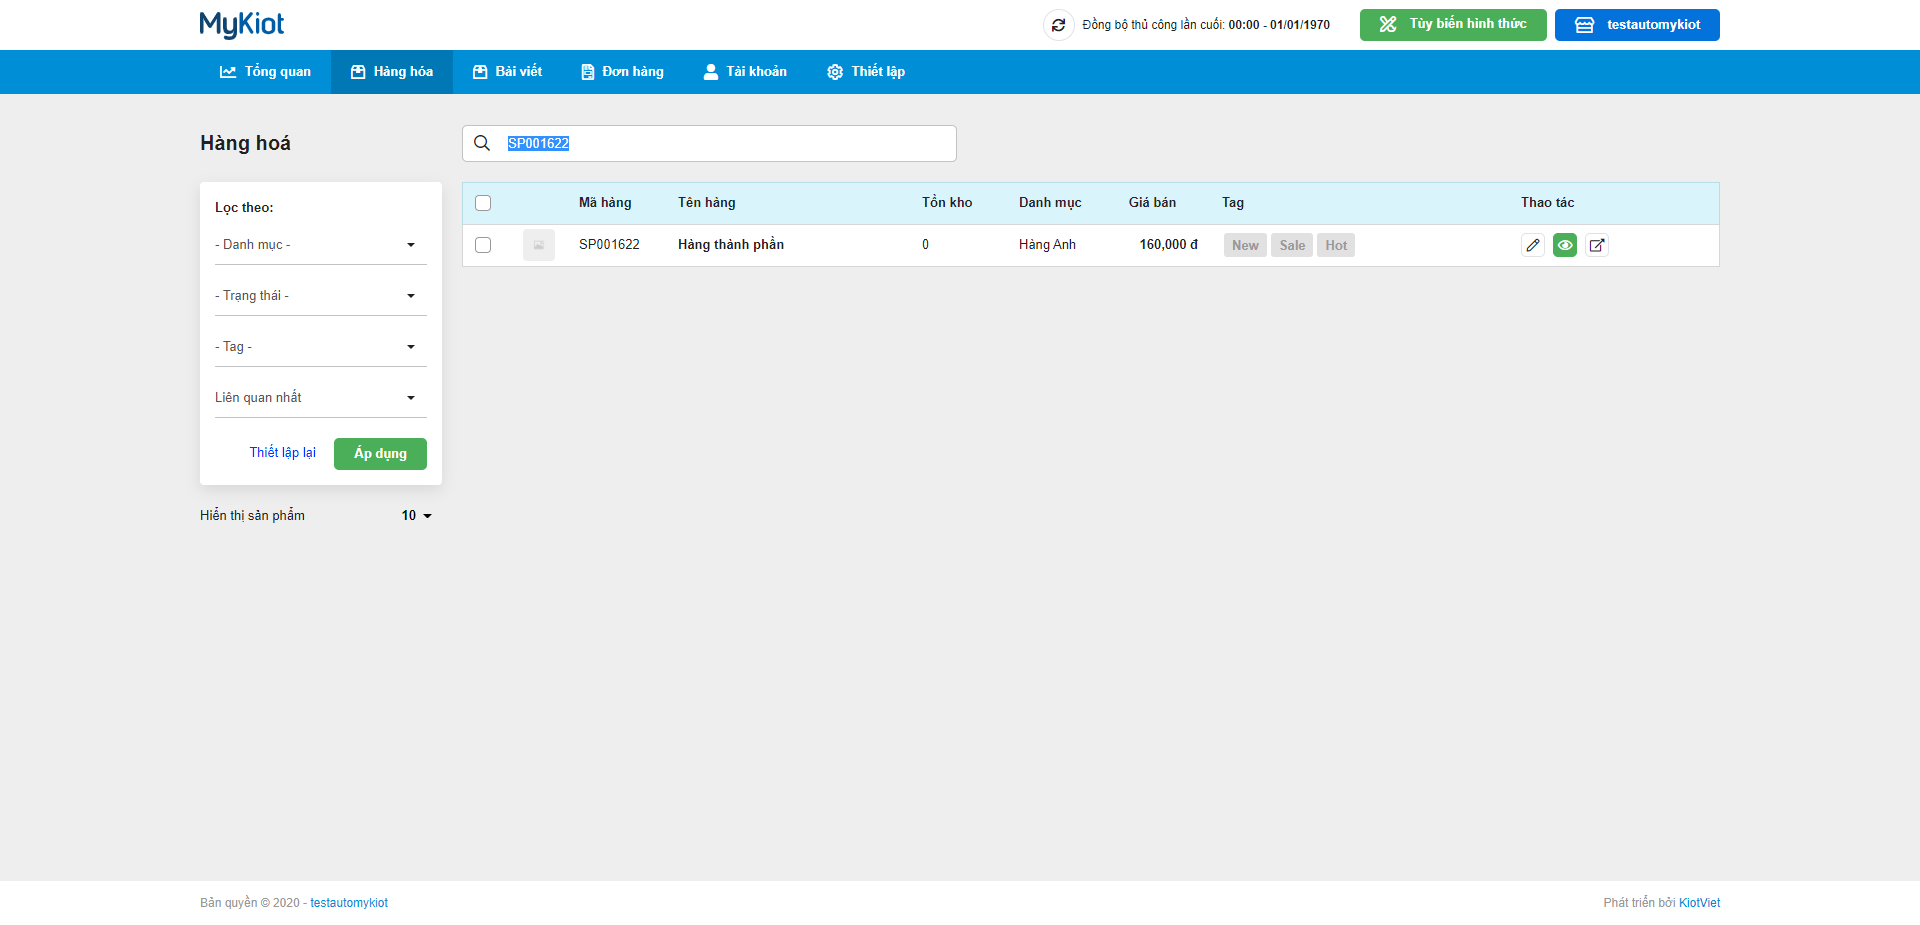 MyKiot
Đồng bộ thủ công lần cuối: 00:00 - 01/01/1970
Tùy biến hình thức
testautomykiot
Tổng quan
Hàng hóa
Bài viết
Đơn hàng
Tài khoản
Thiết lập
Hàng hoá
SP001622
Lọc theo:
- Danh mục -
- Trạng thái -
- Tag -
Liên quan nhất
Thiết lập lại
Áp dụng
Hiển thị sản phẩm 10
Mã hàng Tên hàng Tồn kho Danh mục Giá bán Tag Thao tác
SP001622 Hàng thành phần 0 Hàng Anh 160,000 đ New Sale Hot
Bản quyền © 2020 - testautomykiot
Phát triển bởi KiotViet